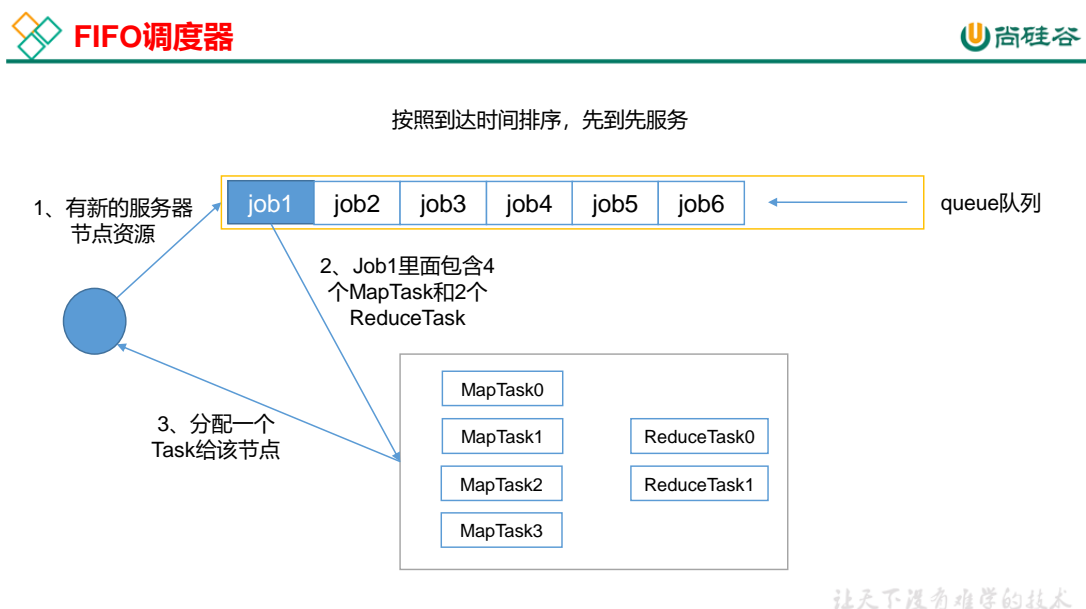 FIFO调度器
尚硅谷
按照到达时间排序，先到先服务
1、有新的服务器
节点资源
job1
job2
job3
job4
job5
job6
queue队列
2、Job1里面包含4
个MapTask和2个
ReduceTask
3、分配一个
Task给该节点
MapTask0
MapTask1
MapTask2
MapTask3
ReduceTask0
ReduceTask1
让天下没有难学的技术